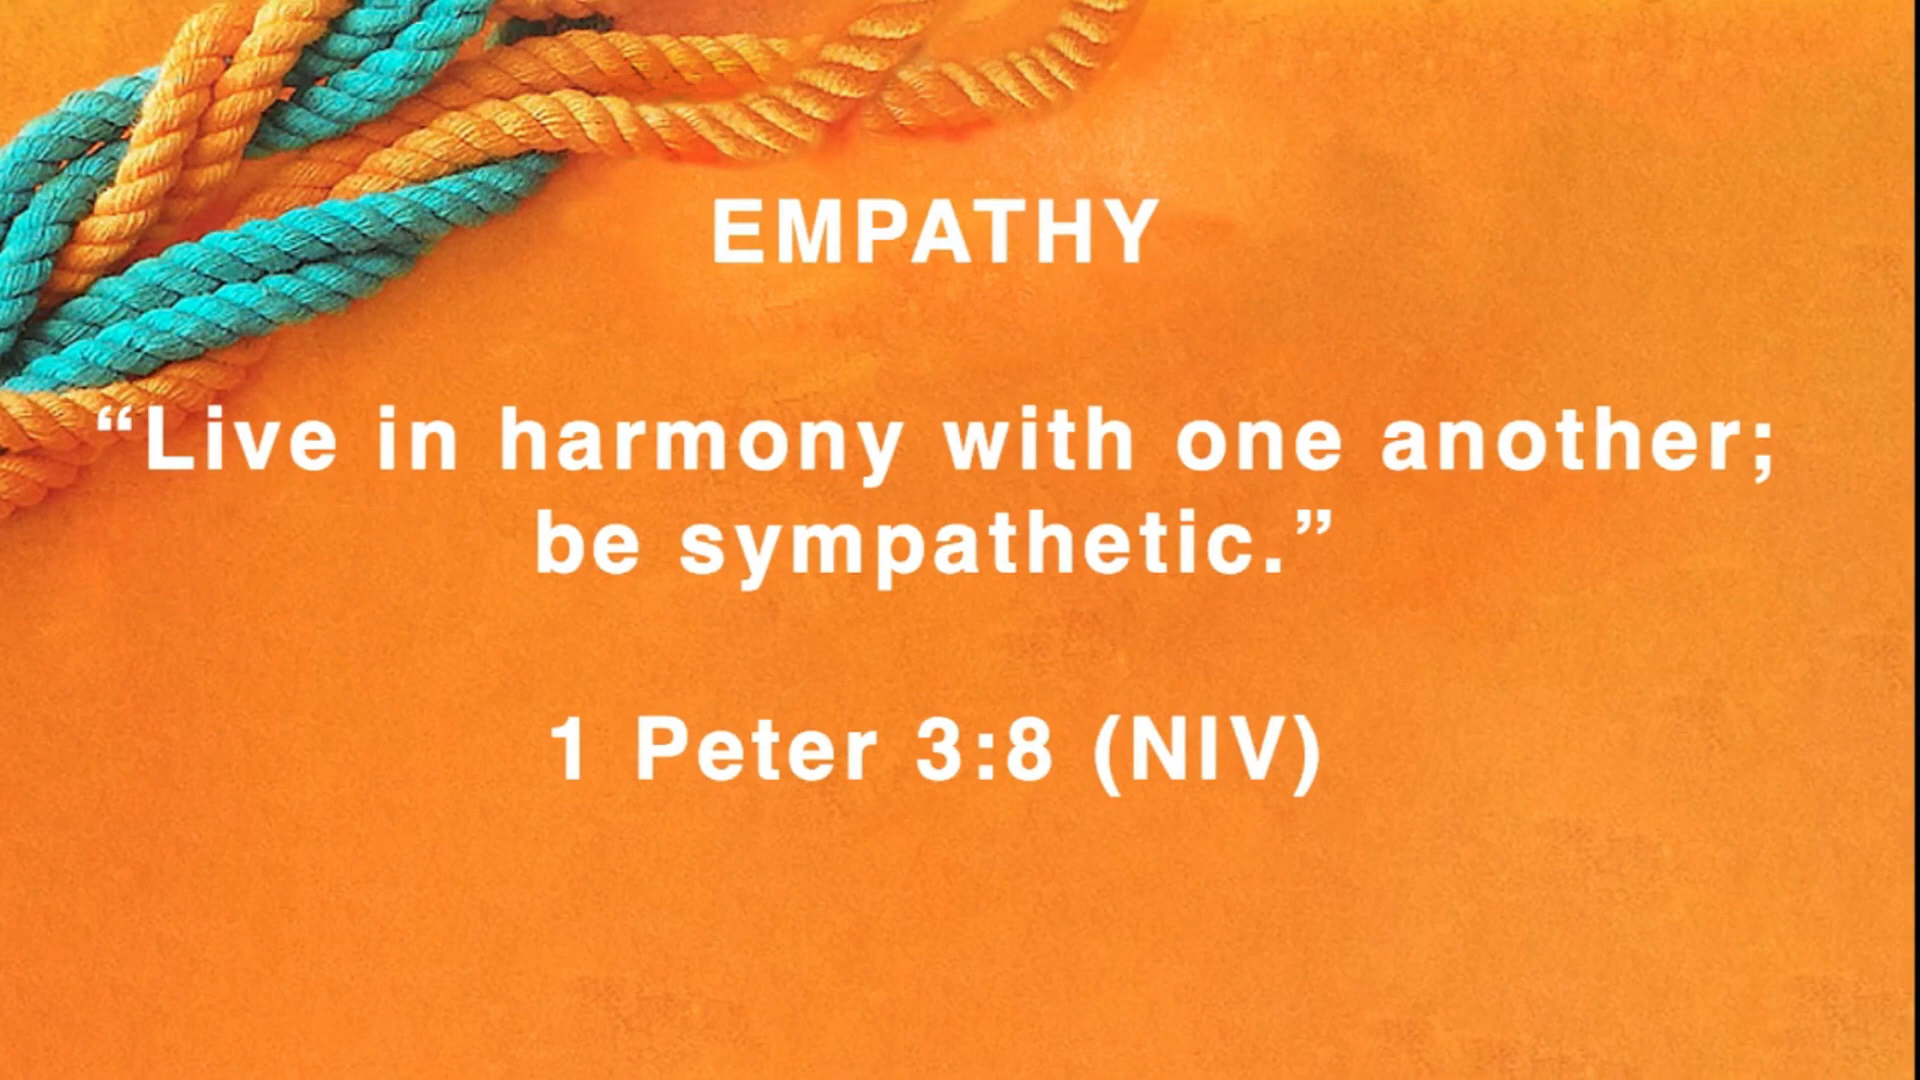 EMPATHY
“Live in harmony with one another;
be sympathetic.”
1 Peter 3:8 (NIV)